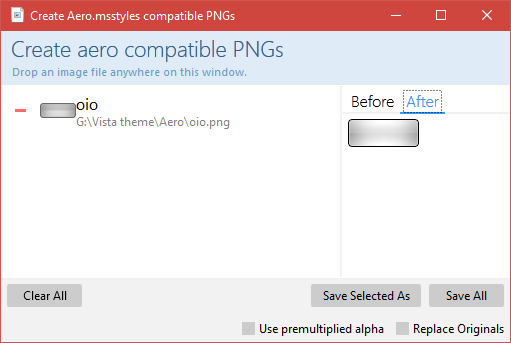 Create Aero.msstyles compatible PNGs
Create aero compatible PNGs
Drop an image file anywhere on this window.
oio
G:\Vista theme\Aero\oio.png
Before After
Clear All
Save Selected As
Save All
Use premultiplied alpha
Replace Originals